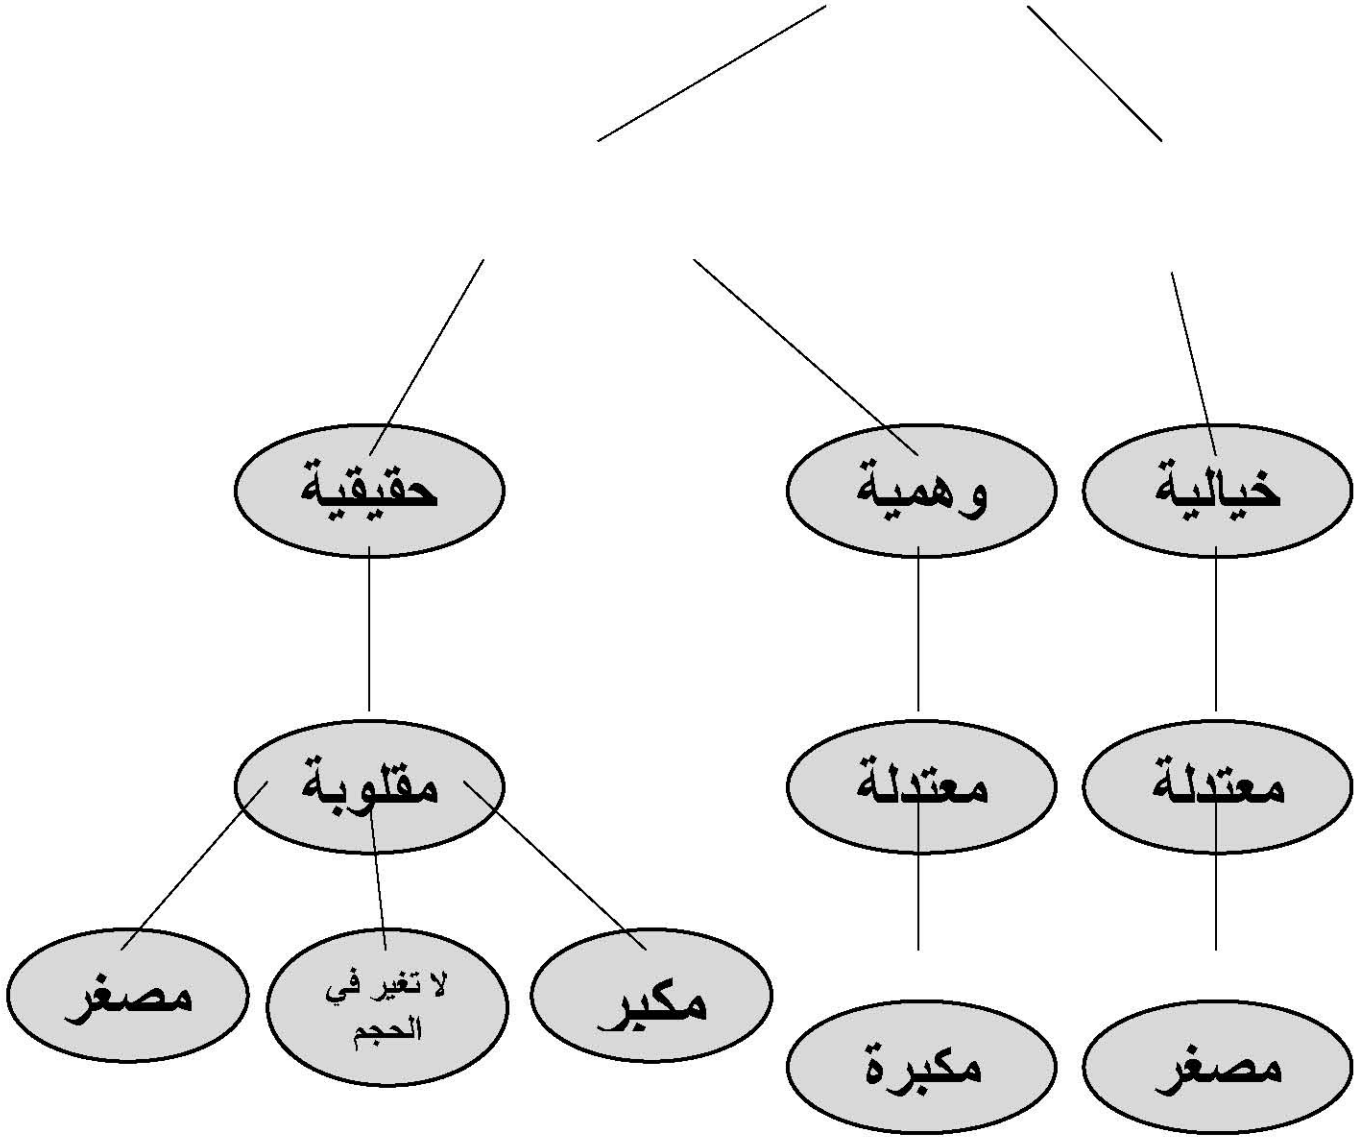 خيالية
وهمية
حقيقية
معتدلة
معتدلة
مقلوبة
مصغر
مكبرة
مكبر
لا تغير في
الحجم
مصغر